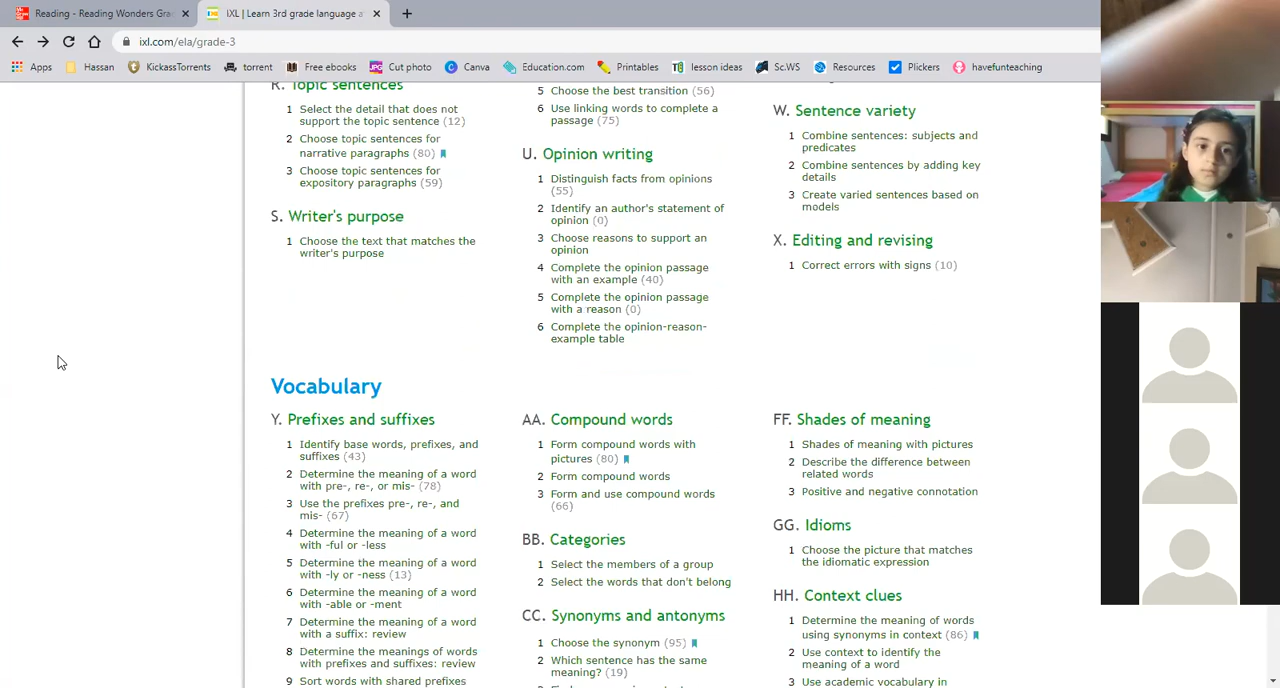 Reading - Reading Wonders Gra
IXL | Learn 3rd grade language a
ixl.com/ela/grade-3
Apps Hassan KickassTorrents torrent Free ebooks Cut photo Canva Education.com Printables lesson ideas Sc.WS Resources Plickers havefunteaching
R. Topic sentences
1 Select the detail that does not
support the topic sentence (12)
2 Choose topic sentences for
narrative paragraphs (80)
3 Choose topic sentences for
expository paragraphs (59)
S. Writer's purpose
1 Choose the text that matches the
writer's purpose
5 Choose the best transition (56)
6 Use linking words to complete a
passage (75)
U. Opinion writing
1 Distinguish facts from opinions
(55)
2 Identify an author's statement of
opinion (0)
3 Choose reasons to support an
opinion
4 Complete the opinion passage
with an example (40)
5 Complete the opinion passage
with a reason (0)
6 Complete the opinion-reason-
example table
W. Sentence variety
1 Combine sentences: subjects and
predicates
2 Combine sentences by adding key
details
3 Create varied sentences based on
models
X. Editing and revising
1 Correct errors with signs (10)
Vocabulary
Y. Prefixes and suffixes
1 Identify base words, prefixes, and
suffixes (43)
2 Determine the meaning of a word
with pre-, re-, or mis- (78)
3 Use the prefixes pre-, re-, and
mis- (67)
4 Determine the meaning of a word
with -ful or -less
5 Determine the meaning of a word
with -ly or -ness (13)
6 Determine the meaning of a word
with -able or -ment
7 Determine the meaning of a word
with a suffix: review
8 Determine the meanings of words
with prefixes and suffixes: review
9 Sort words with shared prefixes
AA. Compound words
1 Form compound words with
pictures (80)
2 Form compound words
3 Form and use compound words
(66)
BB. Categories
1 Select the members of a group
2 Select the words that don't belong
CC. Synonyms and antonyms
1 Choose the synonym (95)
2 Which sentence has the same
meaning? (19)
FF. Shades of meaning
1 Shades of meaning with pictures
2 Describe the difference between
related words
3 Positive and negative connotation
GG. Idioms
1 Choose the picture that matches
the idiomatic expression
HH. Context clues
1 Determine the meaning of words
using synonyms in context (86)
2 Use context to identify the
meaning of a word
3 Use academic vocabulary in